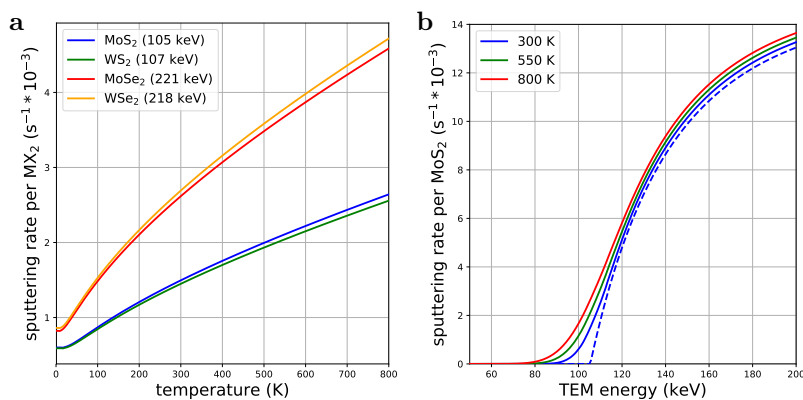 a
MoS₂ (105 keV)
WS₂ (107 keV)
MoSe₂ (221 keV)
WSe₂ (218 keV)
sputtering rate per MX₂ (s⁻¹ * 10⁻³)
4
3
2
1
0 100 200 300 400 500 600 700 800
temperature (K)
b
300 K
550 K
800 K
sputtering rate per MoS₂ (s⁻¹ * 10⁻³)
14
12
10
8
6
4
2
0
60 80 100 120 140 160 180 200
TEM energy (keV)